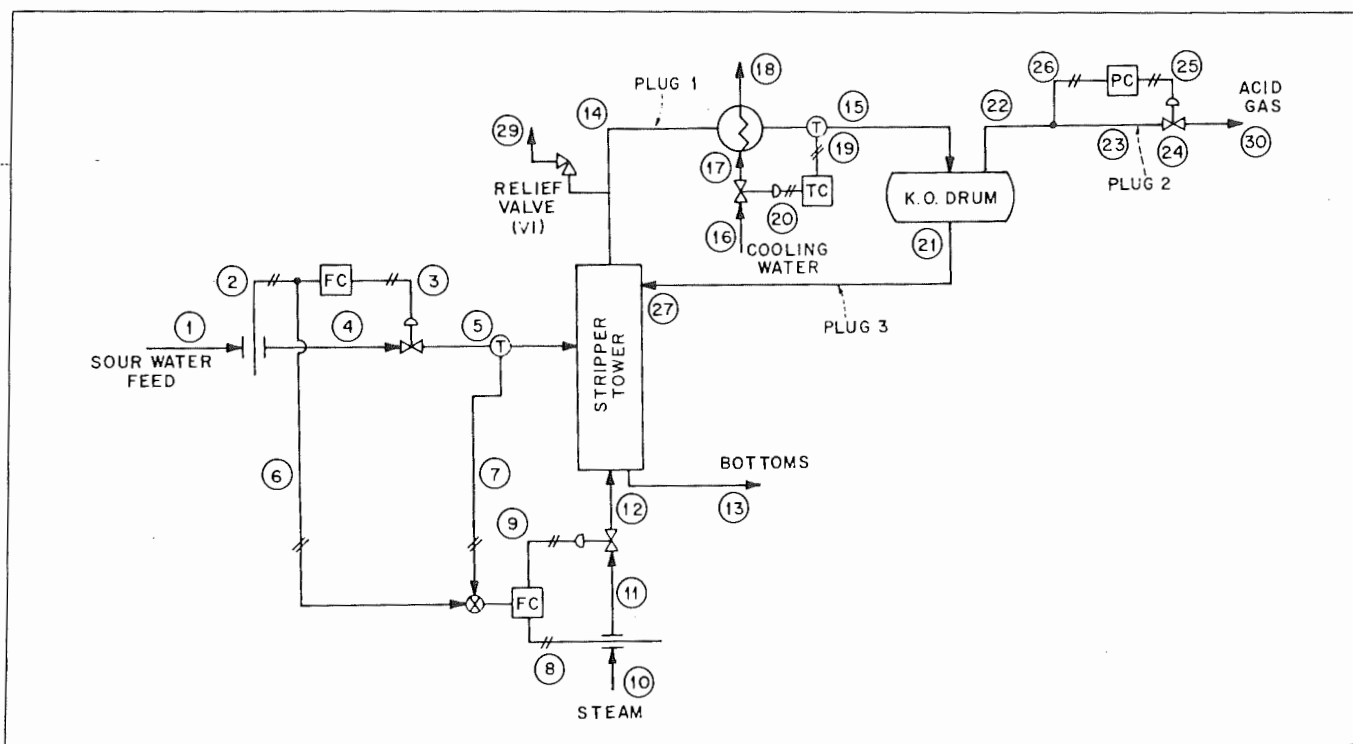 18
PLUG 1
14
15
29
T
19
17
RELIEF
VALVE
(VI)
TC
20
16
COOLING
WATER
26
PC
25
22
ACID
GAS
23
24
30
PLUG 2
K.O. DRUM
21
27
PLUG 3
2
FC
3
1
4
5
T
SOUR WATER
FEED
STRIPPER
TOWER
6
7
BOTTOMS
12
13
9
FC
11
8
10
STEAM